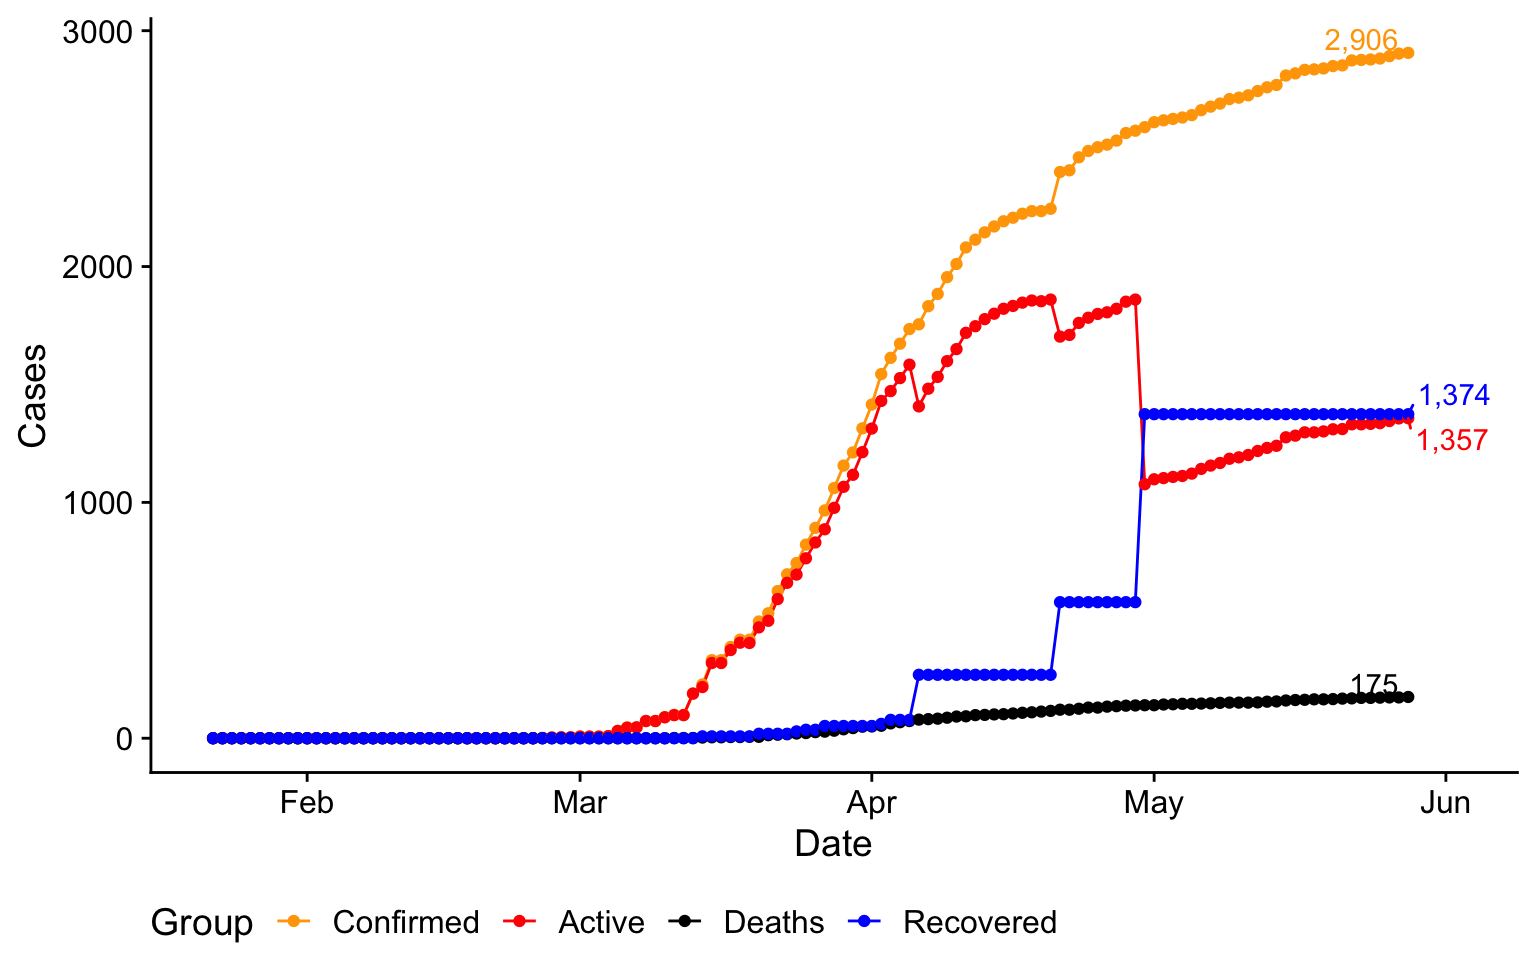 3000
2000
1000
0
Cases
2,906
1,374
1,357
175
Feb Mar Apr May Jun
Date
Group Confirmed Active Deaths Recovered